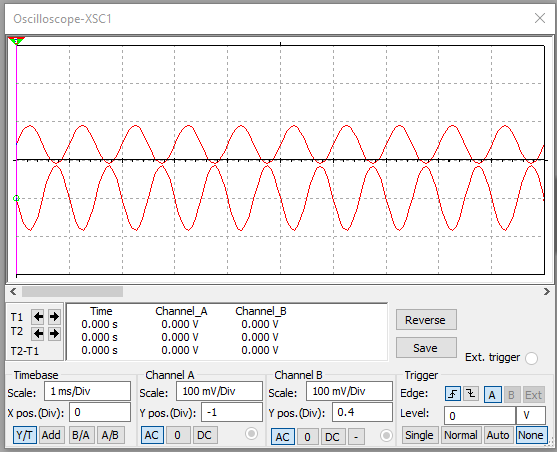 Oscilloscope-XSC1
T1
T2
T2-T1
Time Channel_A Channel_B
0.000 s 0.000 V 0.000 V
0.000 s 0.000 V 0.000 V
0.000 s 0.000 V 0.000 V
Reverse
Save
Ext. trigger
Timebase
Scale: 1 ms/Div
X pos.(Div): 0
Y/T Add B/A A/B
Channel A
Scale: 100 mV/Div
Y pos.(Div): -1
AC 0 DC
Channel B
Scale: 100 mV/Div
Y pos.(Div): 0.4
AC 0 DC -
Trigger
Edge: A B Ext
Level: 0 V
Single Normal Auto None